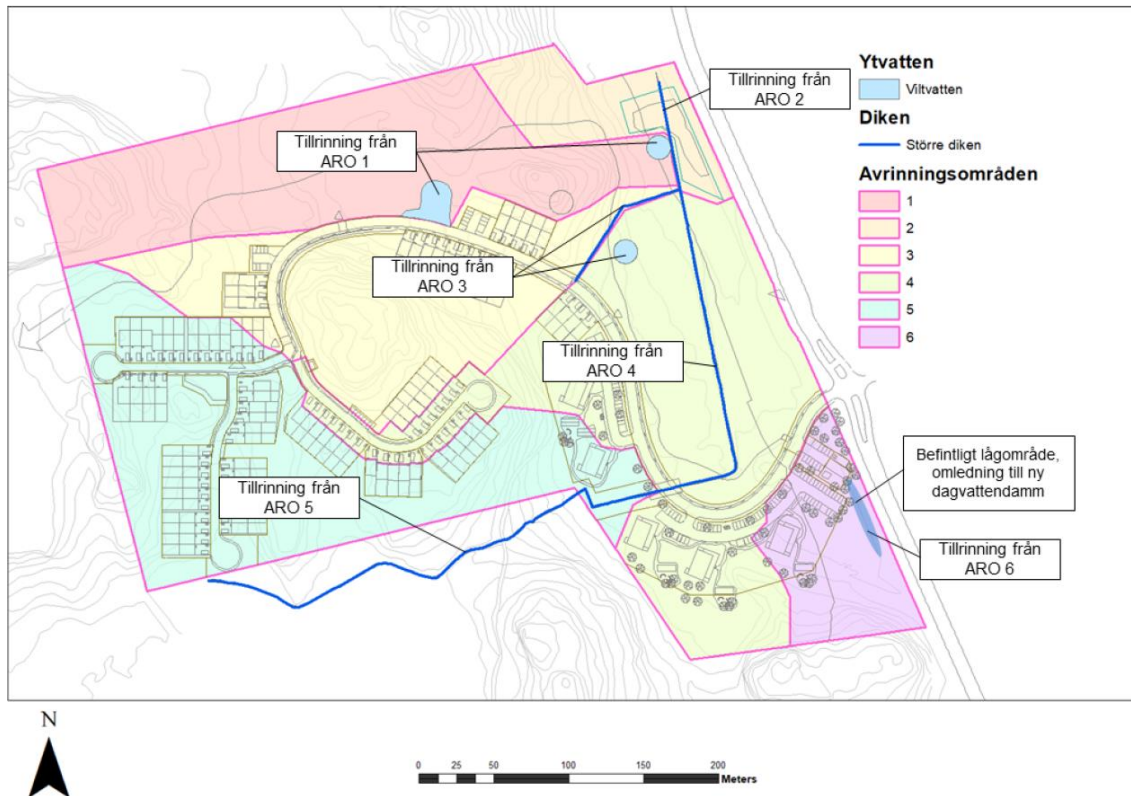 Tillrinning från
ARO 2
Tillrinning från
ARO 1
Tillrinning från
ARO 3
Tillrinning från
ARO 4
Tillrinning från
ARO 5
Befintligt lågområde,
omledning till ny
dagvattendamm
Tillrinning från
ARO 6
Ytvatten
Viltvatten
Diken
Större diken
Avrinningsområden
1
2
3
4
5
6
N
0 25 50 100 150 200
Meters